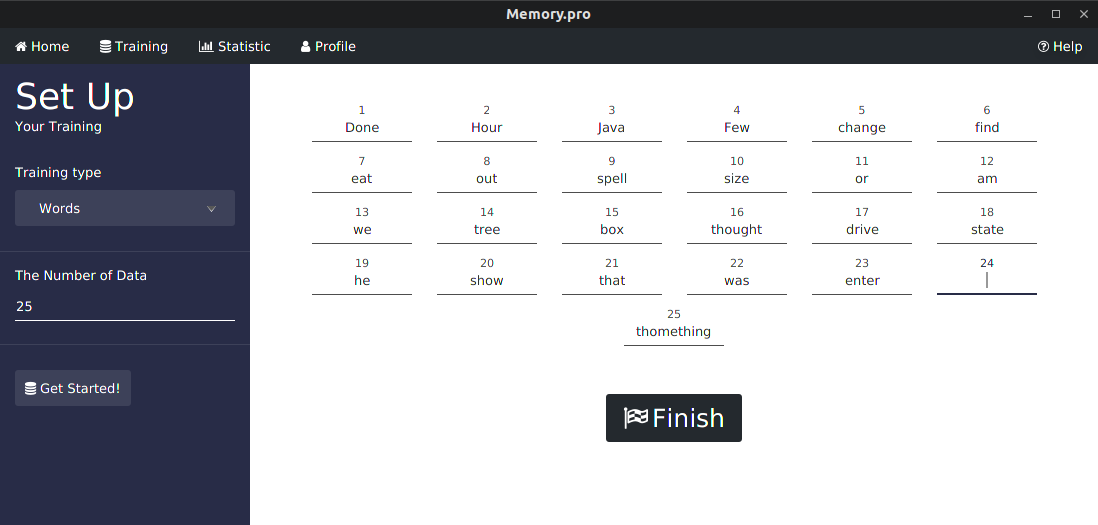 Memory.pro
Home Training Statistic Profile Help
Set Up
Your Training
Training type
Words
The Number of Data
25
Get Started!
1 2 3 4 5 6
Done Hour Java Few change find
7 8 9 10 11 12
eat out spell size or am
13 14 15 16 17 18
we tree box thought drive state
19 20 21 22 23 24
he show that was enter
25
thomething
Finish